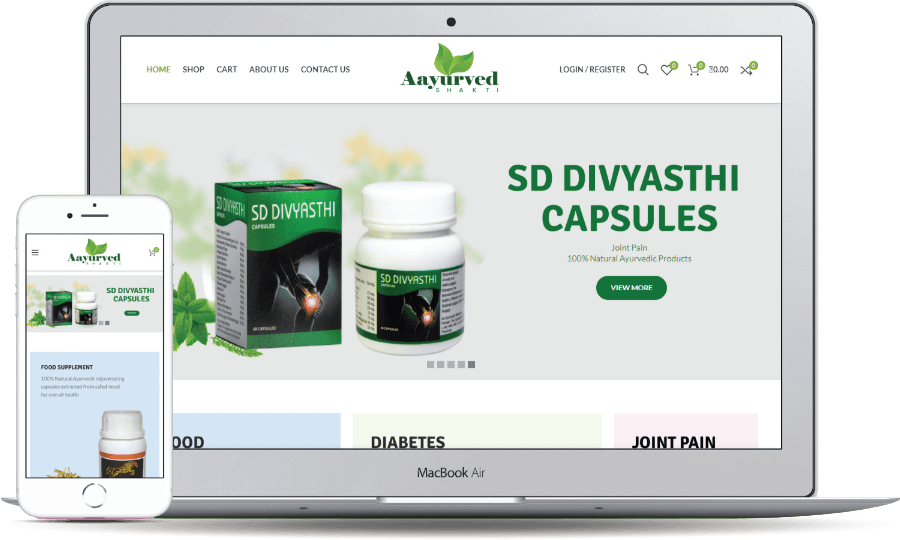 HOME SHOP CART ABOUT US CONTACT US
Aayurved
SHAKTI
LOGIN / REGISTER 0 0 0.00 0
SD DIVYASTHI
CAPSULES
Joint Pain
100% Natural Ayurvedic Products
VIEW MORE
SD DIVYASTHI
SD DIVYASTHI
CAPSULES
SD DIVYASTHI
OOD
DIABETES
JOINT PAIN
MacBook Air
Aayurved
SHAKTI
0
SD DIVYASTHI
CAPSULES
FOOD SUPPLEMENT
100% Natural Ayurvedic rejuvenating
capsules extracted from safed musli
for overall health